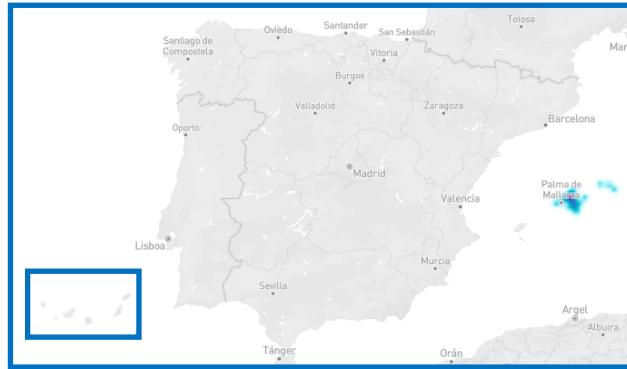 Tolosa
Santander
Oviedo
San Sebastián
Santiago de
Compostela
Vitoria
Burgos
Valladolid
Zaragoza
Barcelona
Oporto
Madrid
Palma de
Mallorca
Valencia
Lisboa
Murcia
Sevilla
Argel
Albuira
Tánger
Orán